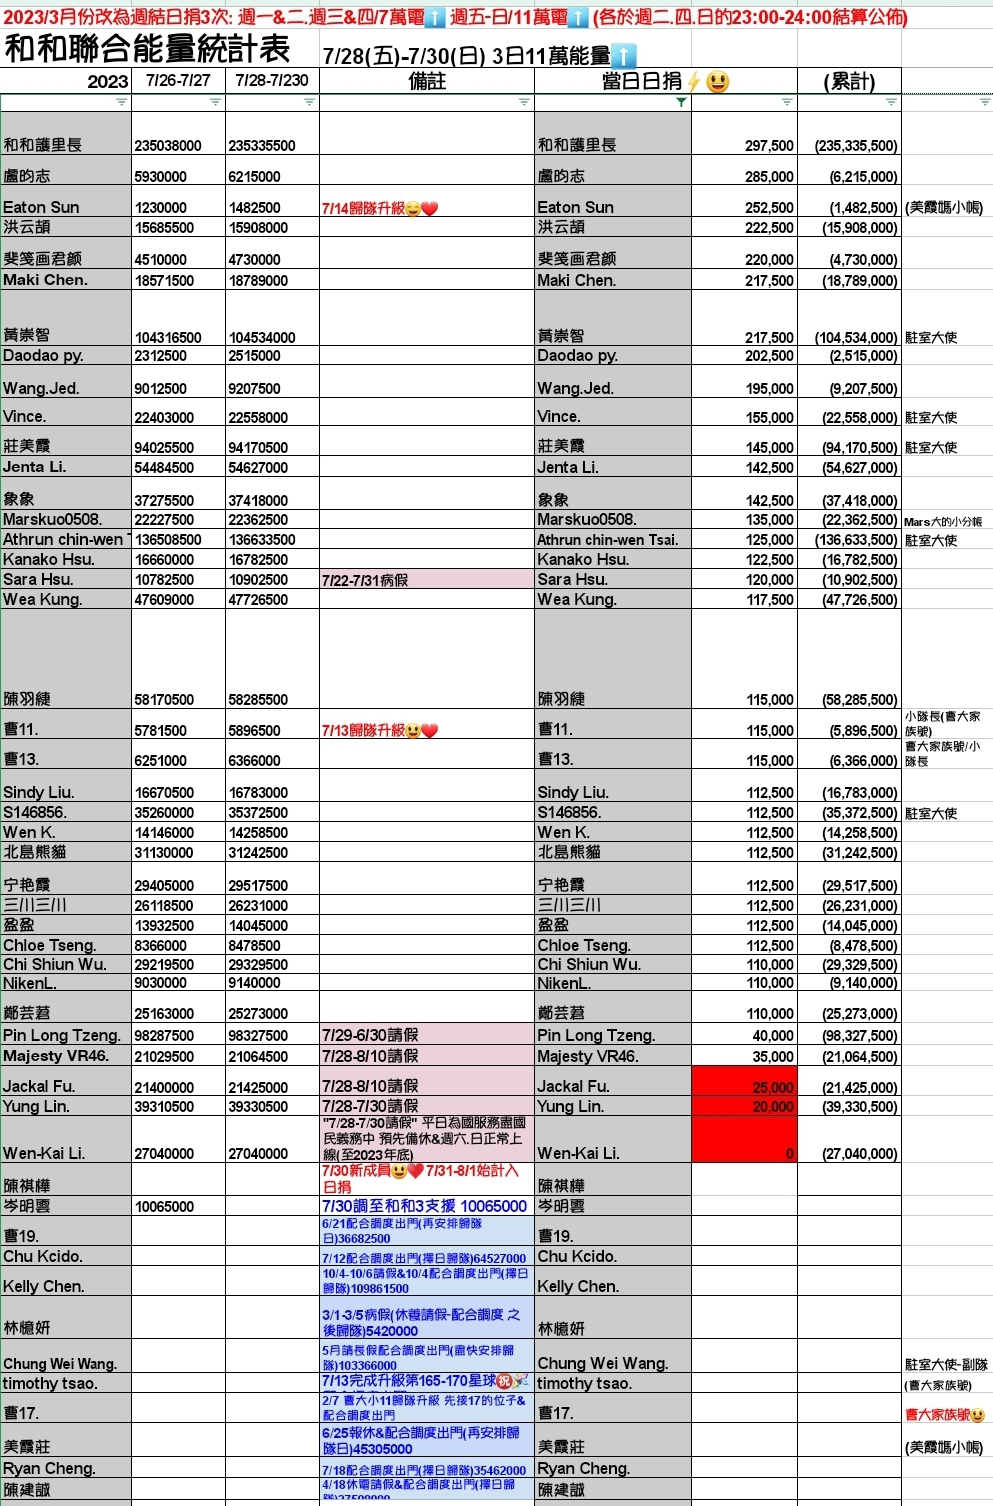 2023/3月份改為週結日捐3次: 週一&二.週三&四/7萬電⬆️ 週五-日/11萬電⬆️ (各於週二.四.日的23:00-24:00結算公佈)
和和聯合能量統計表 7/28(五)-7/30(日) 3日11萬能量⬆️
2023 7/26-7/27 7/28-7/230 備註 當日日捐⚡😃 (累計)
和和護里長 235038000 235335500 和和護里長 297,500 (235,335,500)
盧昀志 5930000 6215000 盧昀志 285,000 (6,215,000)
Eaton Sun 1230000 1482500 7/14歸隊升級😄❤️ Eaton Sun 252,500 (1,482,500) (美霞媽小帳)
洪云頡 15685500 15908000 洪云頡 222,500 (15,908,000)
斐笺画君颜 4510000 4730000 斐笺画君颜 220,000 (4,730,000)
Maki Chen. 18571500 18789000 Maki Chen. 217,500 (18,789,000)
黃崇智 104316500 104534000 黃崇智 217,500 (104,534,000) 駐室大使
Daodao py. 2312500 2515000 Daodao py. 202,500 (2,515,000)
Wang.Jed. 9012500 9207500 Wang.Jed. 195,000 (9,207,500)
Vince. 22403000 22558000 Vince. 155,000 (22,558,000) 駐室大使
莊美霞 94025500 94170500 莊美霞 145,000 (94,170,500) 駐室大使
Jenta Li. 54484500 54627000 Jenta Li. 142,500 (54,627,000)
象象 37275500 37418000 象象 142,500 (37,418,000)
Marskuo0508. 22227500 22362500 Marskuo0508. 135,000 (22,362,500) Mars大的小分帳
Athrun chin-wen 136508500 136633500 Athrun chin-wen Tsai. 125,000 (136,633,500) 駐室大使
Kanako Hsu. 16660000 16782500 Kanako Hsu. 122,500 (16,782,500)
Sara Hsu. 10782500 10902500 7/22-7/31病假 Sara Hsu. 120,000 (10,902,500)
Wea Kung. 47609000 47726500 Wea Kung. 117,500 (47,726,500)
陳羽緁 58170500 58285500 陳羽緁 115,000 (58,285,500)
曹11. 5781500 5896500 7/13歸隊升級😃❤️ 曹11. 115,000 (5,896,500) 小隊長(曹大家
族號)
曹13. 6251000 6366000 曹13. 115,000 (6,366,000) 曹大家族號/小
隊長
Sindy Liu. 16670500 16783000 Sindy Liu. 112,500 (16,783,000)
S146856. 35260000 35372500 S146856. 112,500 (35,372,500) 駐室大使
Wen K. 14146000 14258500 Wen K. 112,500 (14,258,500)
北島熊貓 31130000 31242500 北島熊貓 112,500 (31,242,500)
宁艳霞 29405000 29517500 宁艳霞 112,500 (29,517,500)
三川三川 26118500 26231000 三川三川 112,500 (26,231,000)
盈盈 13932500 14045000 盈盈 112,500 (14,045,000)
Chloe Tseng. 8366000 8478500 Chloe Tseng. 112,500 (8,478,500)
Chi Shiun Wu. 29219500 29329500 Chi Shiun Wu. 110,000 (29,329,500)
NikenL. 9030000 9140000 NikenL. 110,000 (9,140,000)
鄭芸莙 25163000 25273000 鄭芸莙 110,000 (25,273,000)
Pin Long Tzeng. 98287500 98327500 7/29-6/30請假 Pin Long Tzeng. 40,000 (98,327,500)
Majesty VR46. 21029500 21064500 7/28-8/10請假 Majesty VR46. 35,000 (21,064,500)
Jackal Fu. 21400000 21425000 7/28-8/10請假 Jackal Fu. 25,000 (21,425,000)
Yung Lin. 39310500 39330500 7/28-7/30請假 Yung Lin. 20,000 (39,330,500)
"7/28-7/30請假" 平日為國服務盡國
民義務中 預先備休&週六.日正常上
Wen-Kai Li. 27040000 27040000 線(至2023年底) Wen-Kai Li. 0 (27,040,000)
7/30新成員😃❤️ 7/31-8/1始計入
陳祺樺 日捐 陳祺樺
岑明雲 10065000 7/30調至和和3支援 10065000 岑明雲
6/21配合調度出門(再安排歸隊
曹19. 日)36682500 曹19.
Chu Kcido. 7/12配合調度出門(擇日歸隊)64527000 Chu Kcido.
10/4-10/6請假&10/4配合調度出門(擇日
Kelly Chen. 歸隊)109861500 Kelly Chen.
3/1-3/5病假(休養請假-配合調度 之
林檍妍 後歸隊)5420000 林檍妍
5月請長假配合調度出門(盡快安排歸
Chung Wei Wang. 隊)103366000 Chung Wei Wang. 駐室大使-副隊
timothy tsao. 7/13完成升級第165-170星球㊗️🎉 timothy tsao. (曹大家族號)
2/7 曹大小11歸隊升級 先接17的位子&
曹17. 配合調度出門 曹17. 曹大家族號😃
6/25報休&配合調度出門(再安排歸
美霞莊 隊日)45305000 美霞莊 (美霞媽小帳)
Ryan Cheng. 7/18配合調度出門(擇日歸隊)35462000 Ryan Cheng.
陳建誠 4/18休電請假&配合調度出門(擇日歸 陳建誠